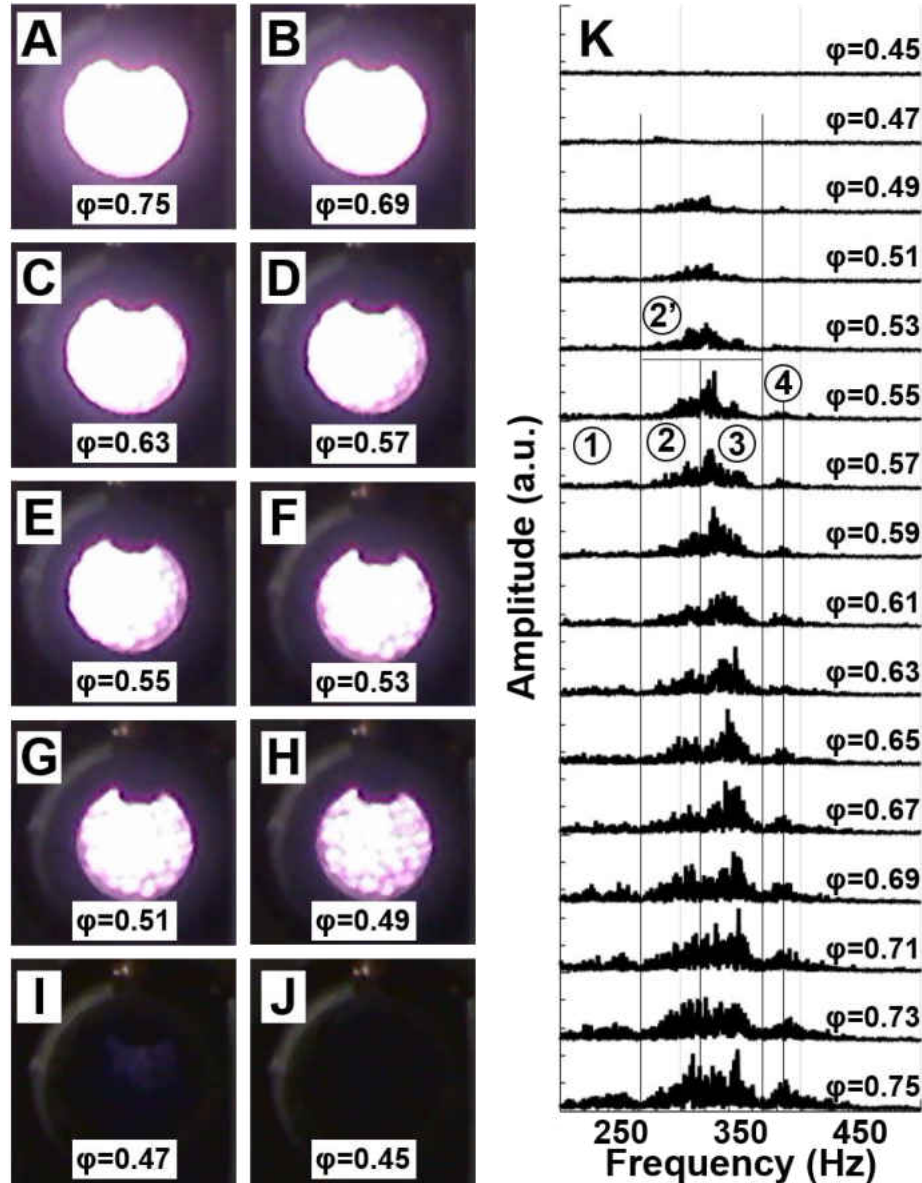 A
φ=0.75
B
φ=0.69
C
φ=0.63
D
φ=0.57
E
φ=0.55
F
φ=0.53
G
φ=0.51
H
φ=0.49
I
φ=0.47
J
φ=0.45
K
φ=0.45
φ=0.47
φ=0.49
φ=0.51
φ=0.53
2’
φ=0.55
4
1
2
3
φ=0.57
φ=0.59
φ=0.61
φ=0.63
φ=0.65
φ=0.67
φ=0.69
φ=0.71
φ=0.73
φ=0.75
Amplitude (a.u.)
250 350 450
Frequency (Hz)